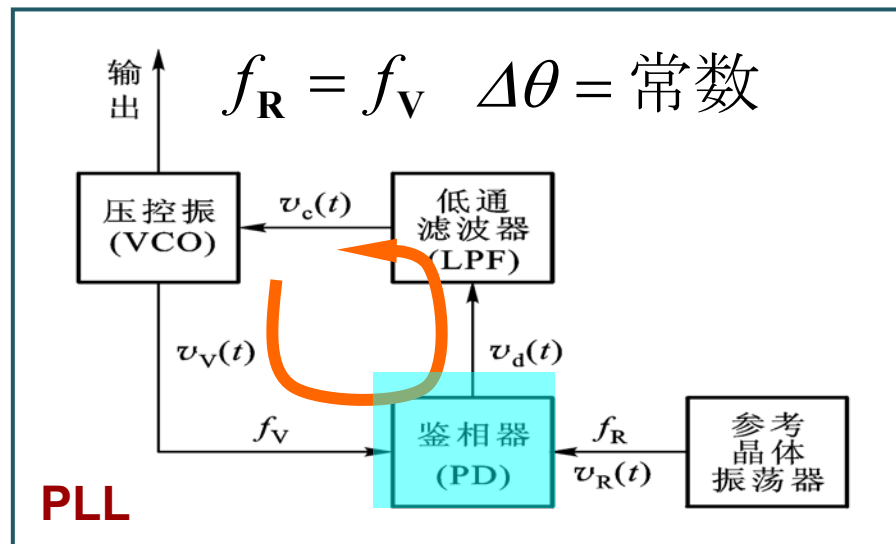 f_R = f_V Δθ = 常数
输
出
压控振
(VCO)
v_c(t)
低通
滤波器
(LPF)
v_V(t)
v_d(t)
f_V
鉴相器
(PD)
f_R
v_R(t)
参考
晶体
振荡器
PLL